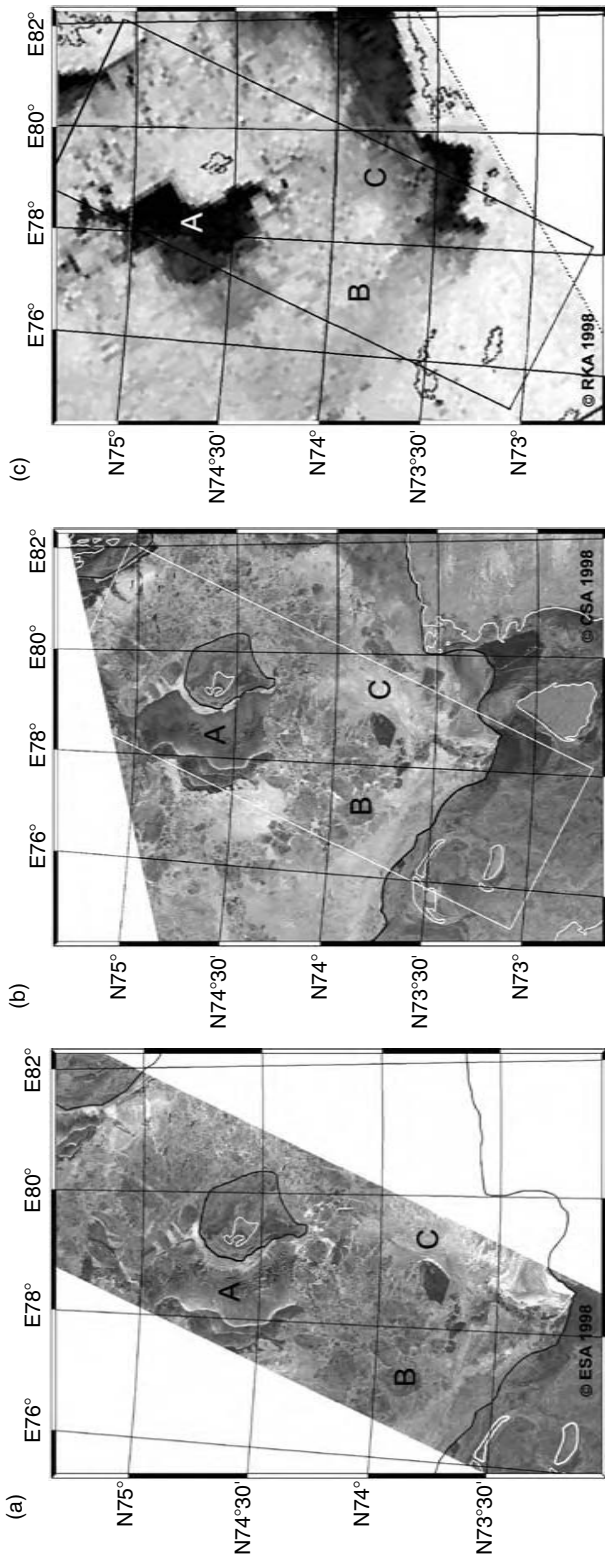 (a)
E76° E78° E80° E82°
N75°
N74°30'
N74°
N73°30'
A
B
C
© ESA 1998
(b)
E76° E78° E80° E82°
N75°
N74°30'
N74°
N73°30'
N73°
A
B
C
© CSA 1998
(c)
E76° E78° E80° E82°
N75°
N74°30'
N74°
N73°30'
N73°
A
B
C
© RKA 1998